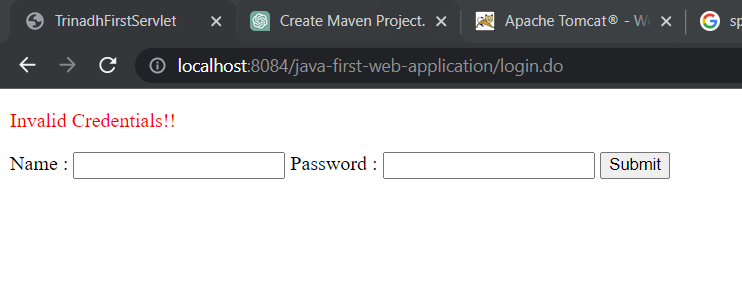 TrinadhFirstServlet Create Maven Project. Apache Tomcat® - W sp
localhost:8084/java-first-web-application/login.do
Invalid Credentials!!
Name : Password : Submit